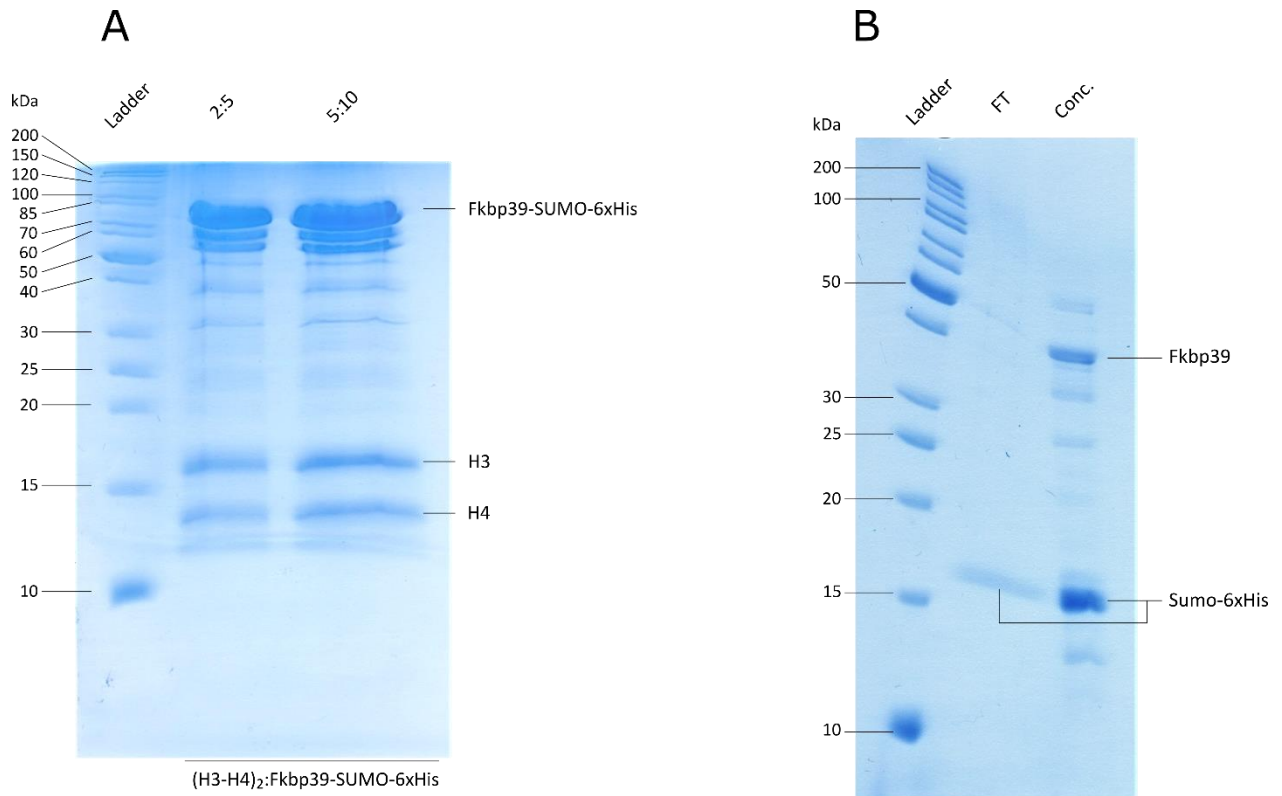 A
kDa
Ladder
2:5
5:10
200
150
120
100
85
70
60
50
40
30
25
20
15
10
Fkbp39-SUMO-6xHis
H3
H4
(H3-H4)2:Fkbp39-SUMO-6xHis
B
kDa
Ladder
FT
Conc.
200
100
50
30
25
20
15
10
Fkbp39
Sumo-6xHis